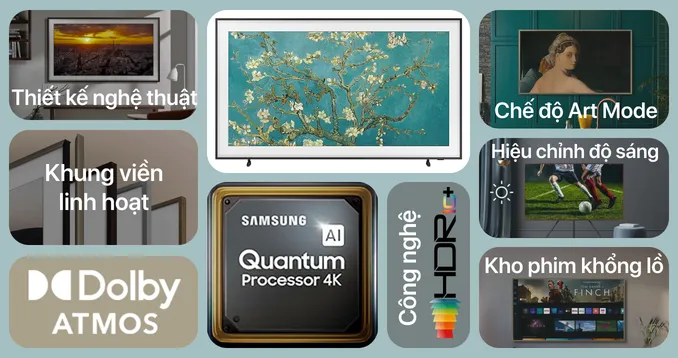 Thiết kế nghệ thuật
Chế độ Art Mode
Khung viền
linh hoạt
Hiệu chỉnh độ sáng
SAMSUNG
AI
Quantum
Processor 4K
Công nghệ
HDR
Dolby
ATMOS
Kho phim khổng lồ
FINCH